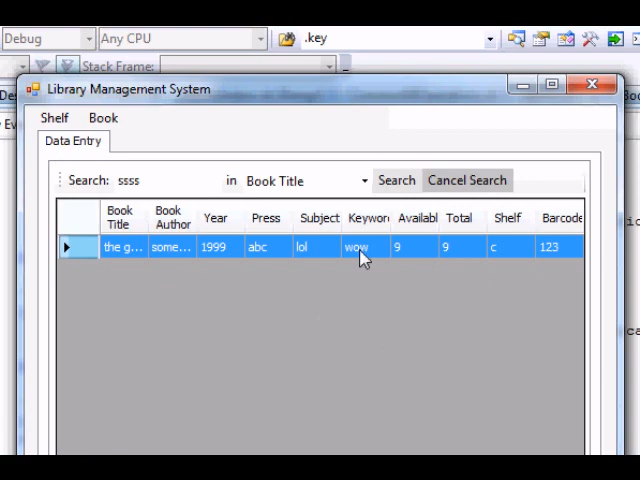 Debug Any CPU .key
Stack Frame:
Library Management System
Shelf Book
Data Entry
Search: ssss in Book Title Search Cancel Search
Book Title Book Author Year Press Subject Keywor Availabl Total Shelf Barcode
the g... some... 1999 abc lol wow 9 9 c 123